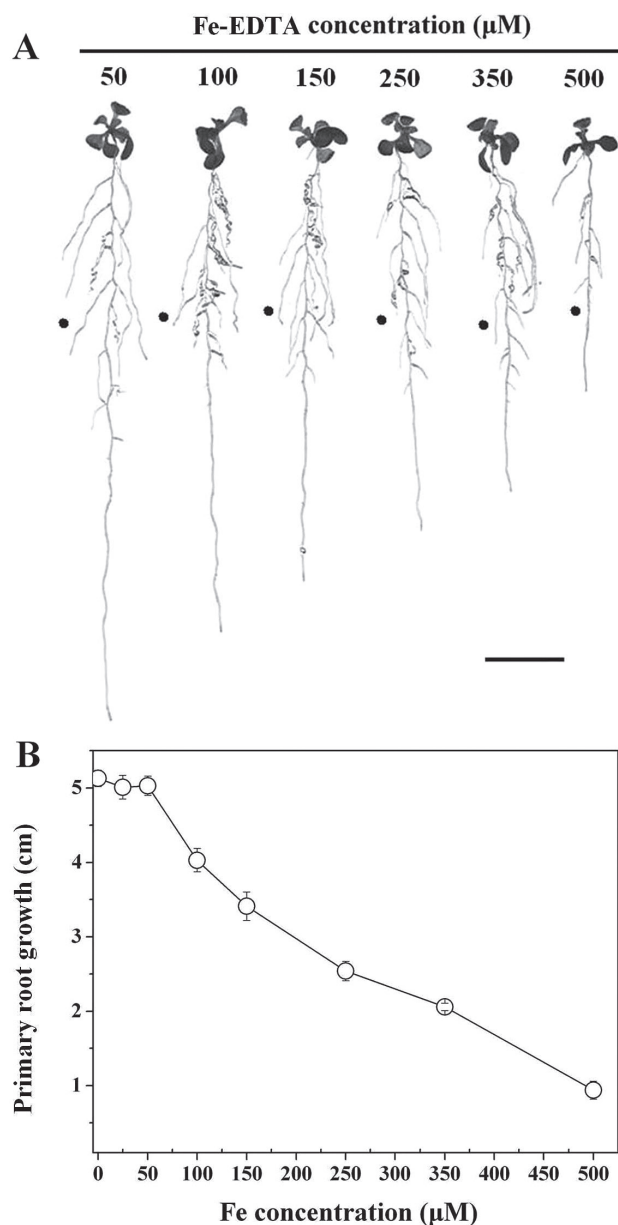 Fe-EDTA concentration (μM)
A
50 100 150 250 350 500
B
Primary root growth (cm)
5
4
3
2
1
0 50 100 150 200 250 300 350 400 450 500
Fe concentration (μM)